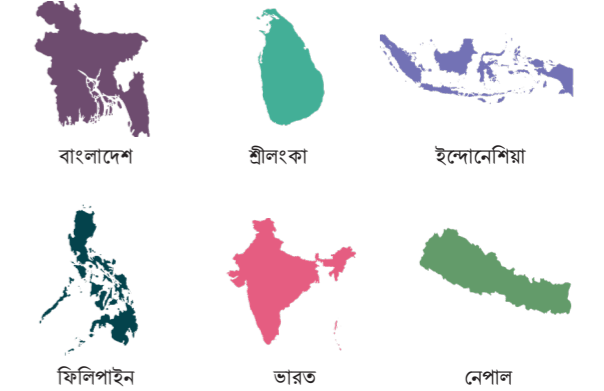 বাংলাদেশ
শ্রীলংকা
ইন্দোনেশিয়া
ফিলিপাইন
ভারত
নেপাল